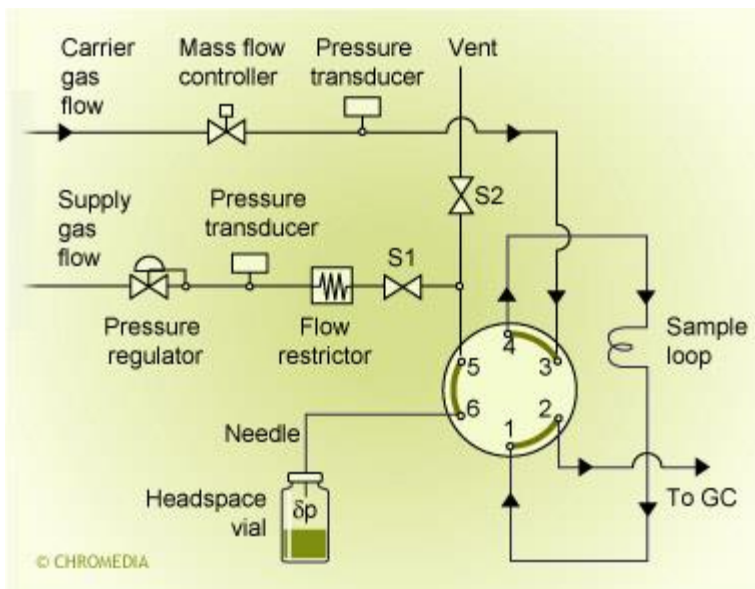 Carrier
gas
flow
Mass flow
controller
Pressure
transducer
Vent
S2
Supply
gas
flow
Pressure
transducer
S1
Pressure
regulator
Flow
restrictor
4
3
5
6
2
1
Sample
loop
Needle
To GC
Headspace
vial
δp
© CHROMEDIA